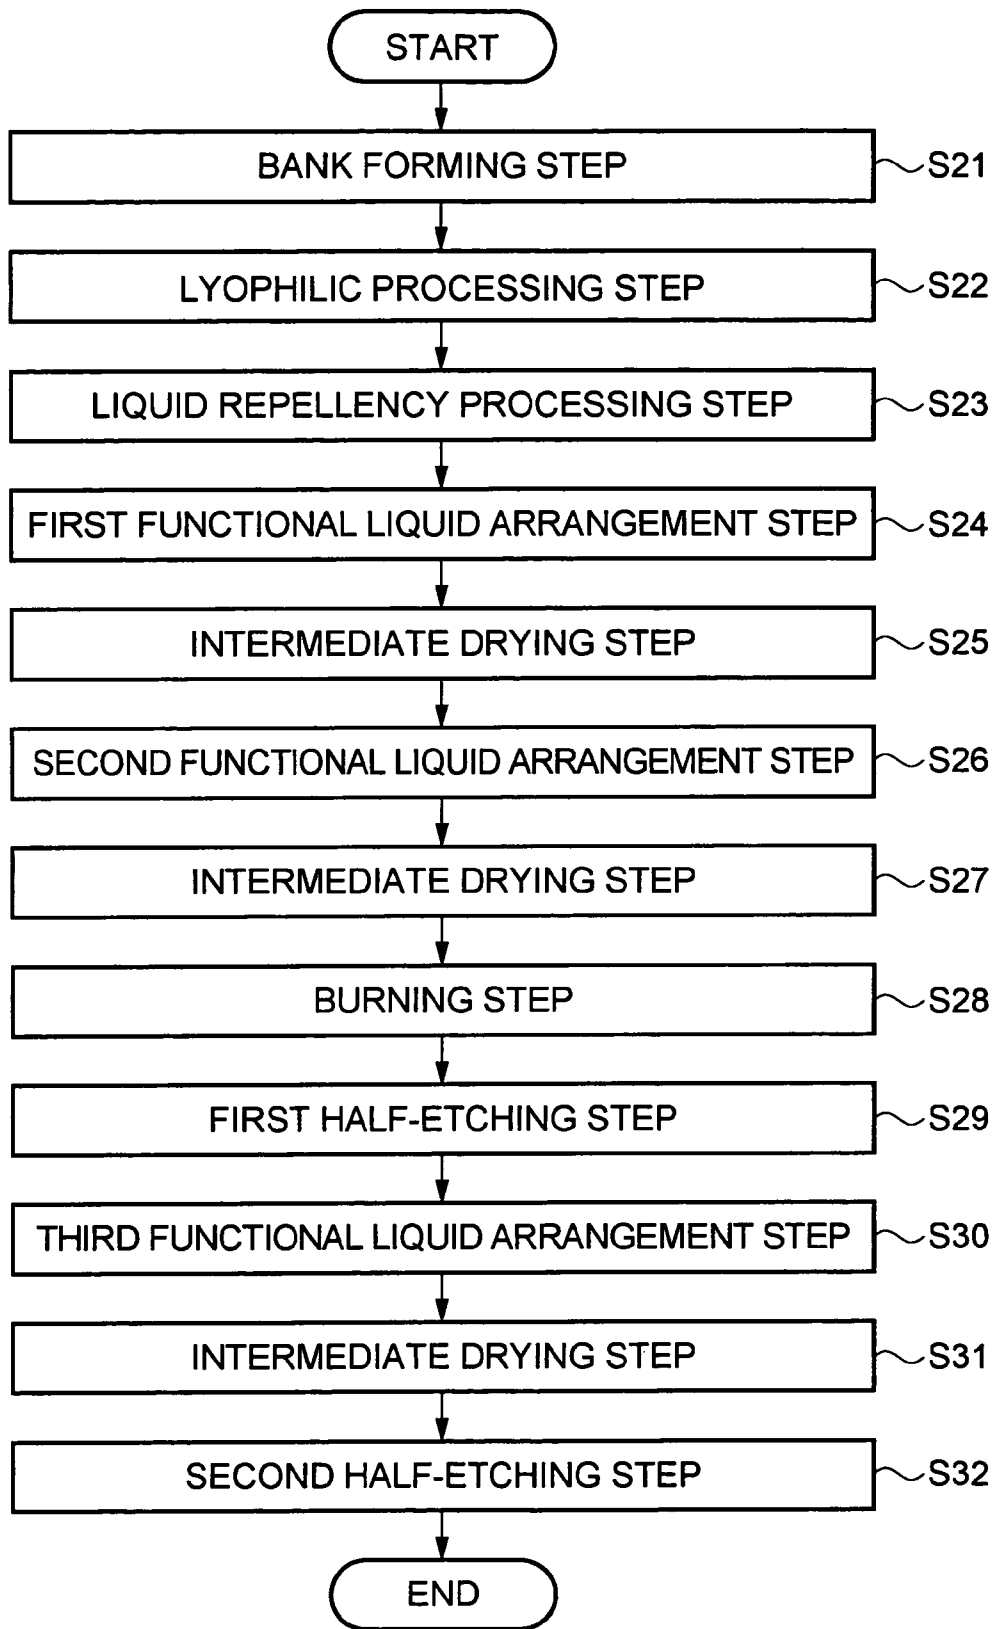 START
BANK FORMING STEP S21
LYOPHILIC PROCESSING STEP S22
LIQUID REPELLENCY PROCESSING STEP S23
FIRST FUNCTIONAL LIQUID ARRANGEMENT STEP S24
INTERMEDIATE DRYING STEP S25
SECOND FUNCTIONAL LIQUID ARRANGEMENT STEP S26
INTERMEDIATE DRYING STEP S27
BURNING STEP S28
FIRST HALF-ETCHING STEP S29
THIRD FUNCTIONAL LIQUID ARRANGEMENT STEP S30
INTERMEDIATE DRYING STEP S31
SECOND HALF-ETCHING STEP S32
END